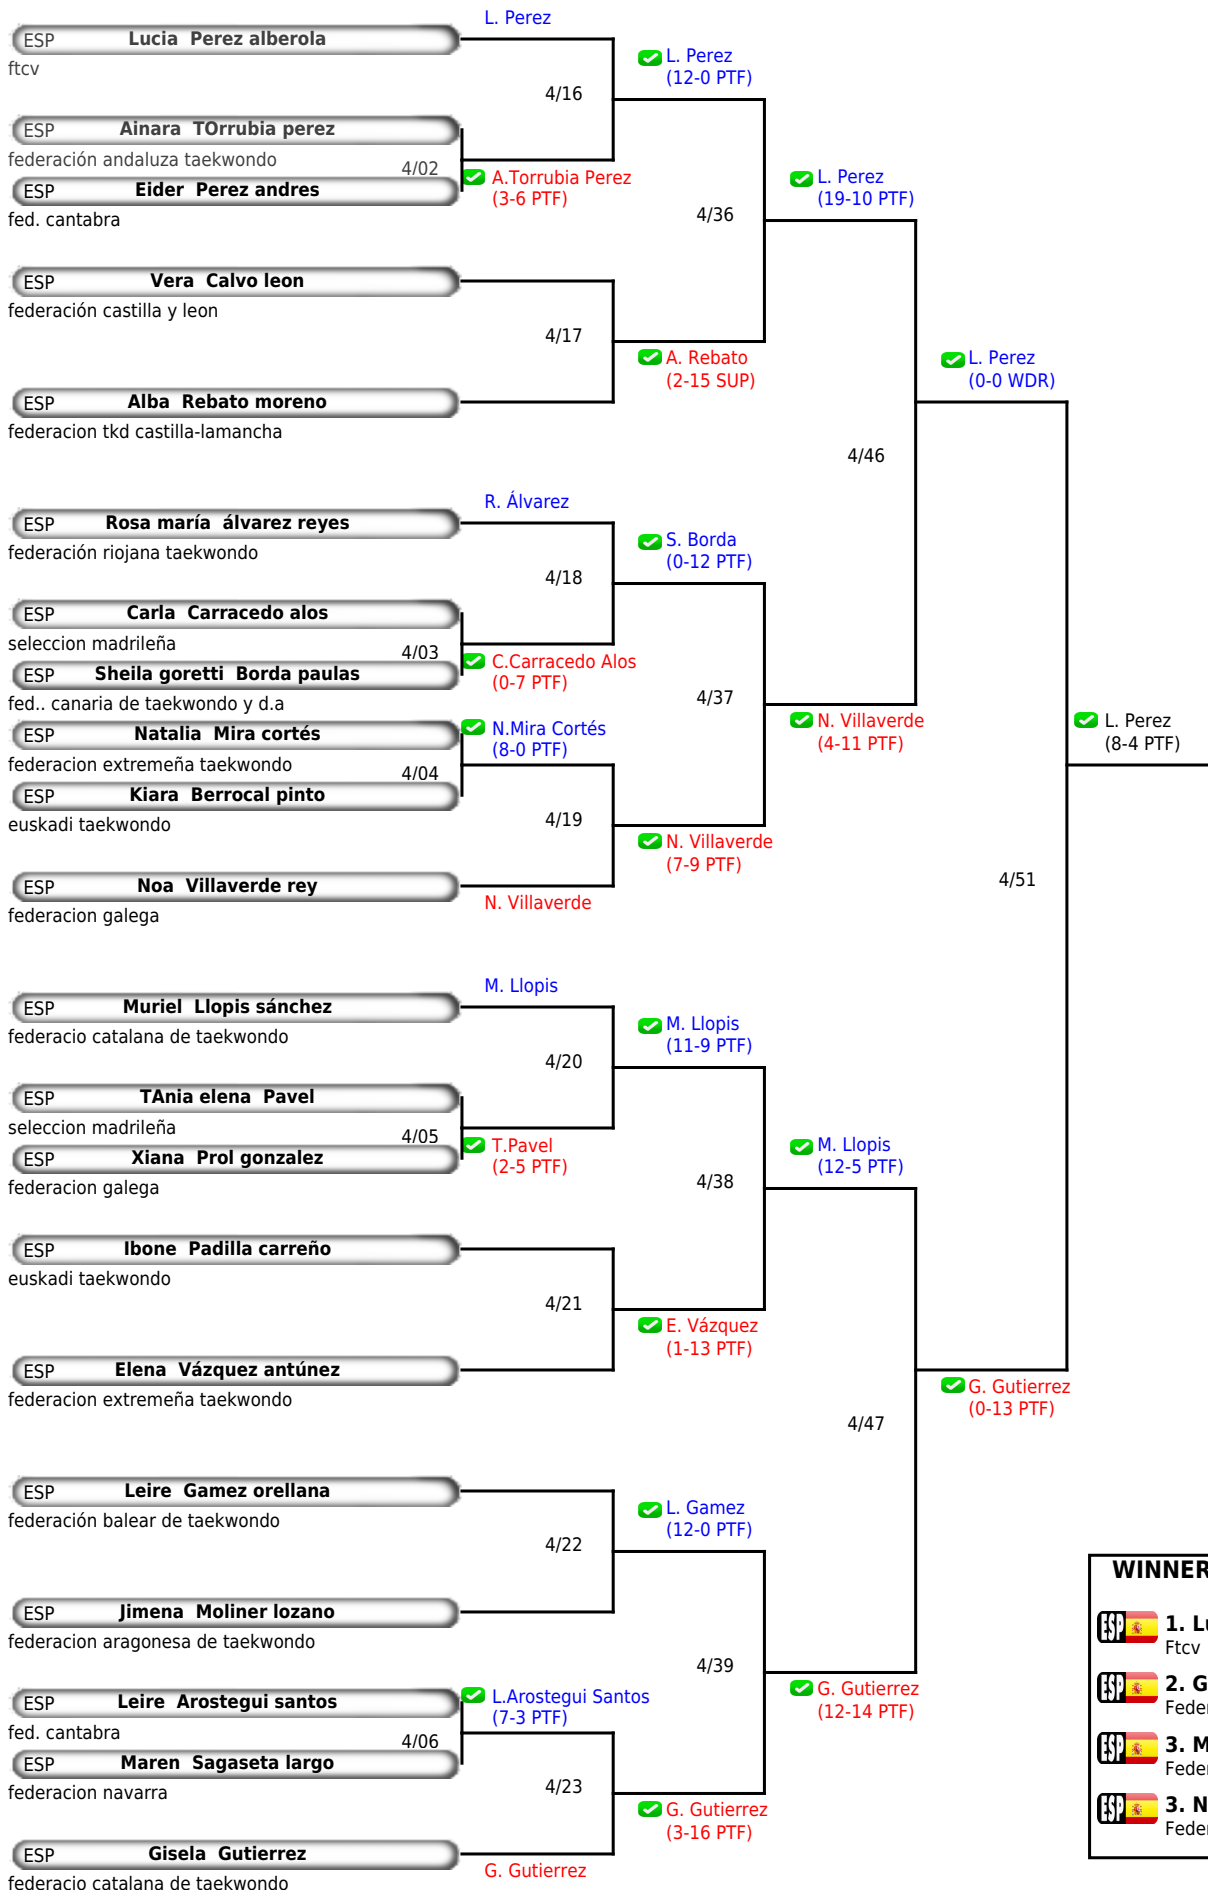 L. Perez
ESP Lucia Perez alberola
ftcv
L. Perez
(12-0 PTF)
4/16
ESP Ainara TOrrubia perez
federación andaluza taekwondo
4/02
A.Torrubia Perez
(3-6 PTF)
ESP Eider Perez andres
fed. cantabra
L. Perez
(19-10 PTF)
4/36
ESP Vera Calvo leon
federación castilla y leon
4/17
A. Rebato
(2-15 SUP)
ESP Alba Rebato moreno
federacion tkd castilla-lamancha
L. Perez
(0-0 WDR)
4/46
R. Álvarez
ESP Rosa maría álvarez reyes
federación riojana taekwondo
S. Borda
(0-12 PTF)
4/18
ESP Carla Carracedo alos
seleccion madrileña
4/03
C.Carracedo Alos
(0-7 PTF)
ESP Sheila goretti Borda paulas
fed.. canaria de taekwondo y d.a
4/37
N. Villaverde
(4-11 PTF)
ESP Natalia Mira cortés
federacion extremeña taekwondo
N.Mira Cortés
(8-0 PTF)
4/04
ESP Kiara Berrocal pinto
euskadi taekwondo
4/19
N. Villaverde
(7-9 PTF)
ESP Noa Villaverde rey
federacion galega
N. Villaverde
L. Perez
(8-4 PTF)
4/51
M. Llopis
ESP Muriel Llopis sánchez
federacio catalana de taekwondo
M. Llopis
(11-9 PTF)
4/20
ESP TAnia elena Pavel
seleccion madrileña
4/05
T.Pavel
(2-5 PTF)
ESP Xiana Prol gonzalez
federacion galega
M. Llopis
(12-5 PTF)
4/38
ESP Ibone Padilla carreño
euskadi taekwondo
4/21
E. Vázquez
(1-13 PTF)
ESP Elena Vázquez antúnez
federacion extremeña taekwondo
G. Gutierrez
(0-13 PTF)
4/47
ESP Leire Gamez orellana
federación balear de taekwondo
L. Gamez
(12-0 PTF)
4/22
ESP Jimena Moliner lozano
federacion aragonesa de taekwondo
4/39
G. Gutierrez
(12-14 PTF)
ESP Leire Arostegui santos
fed. cantabra
L.Arostegui Santos
(7-3 PTF)
4/06
ESP Maren Sagaseta largo
federacion navarra
4/23
G. Gutierrez
(3-16 PTF)
ESP Gisela Gutierrez
federacio catalana de taekwondo
G. Gutierrez
WINNER
ESP 1. Lu
Ftcv
ESP 2. G
Feder
ESP 3. M
Feder
ESP 3. N
Feder